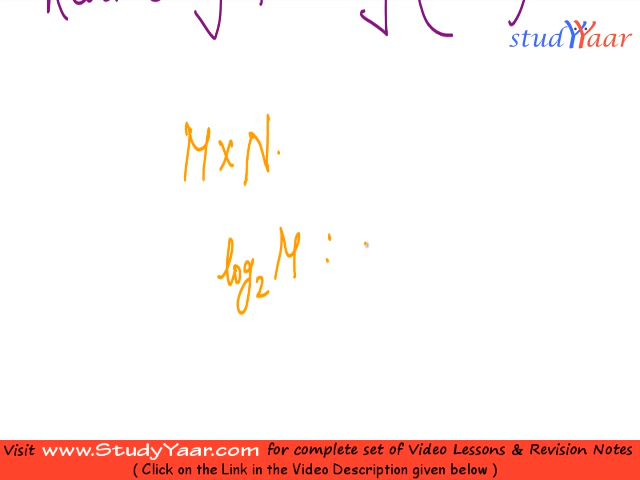 studYYaar
M x N.
log₂ M :
Visit www.StudyYaar.com for complete set of Video Lessons & Revision Notes
( Click on the Link in the Video Description given below )